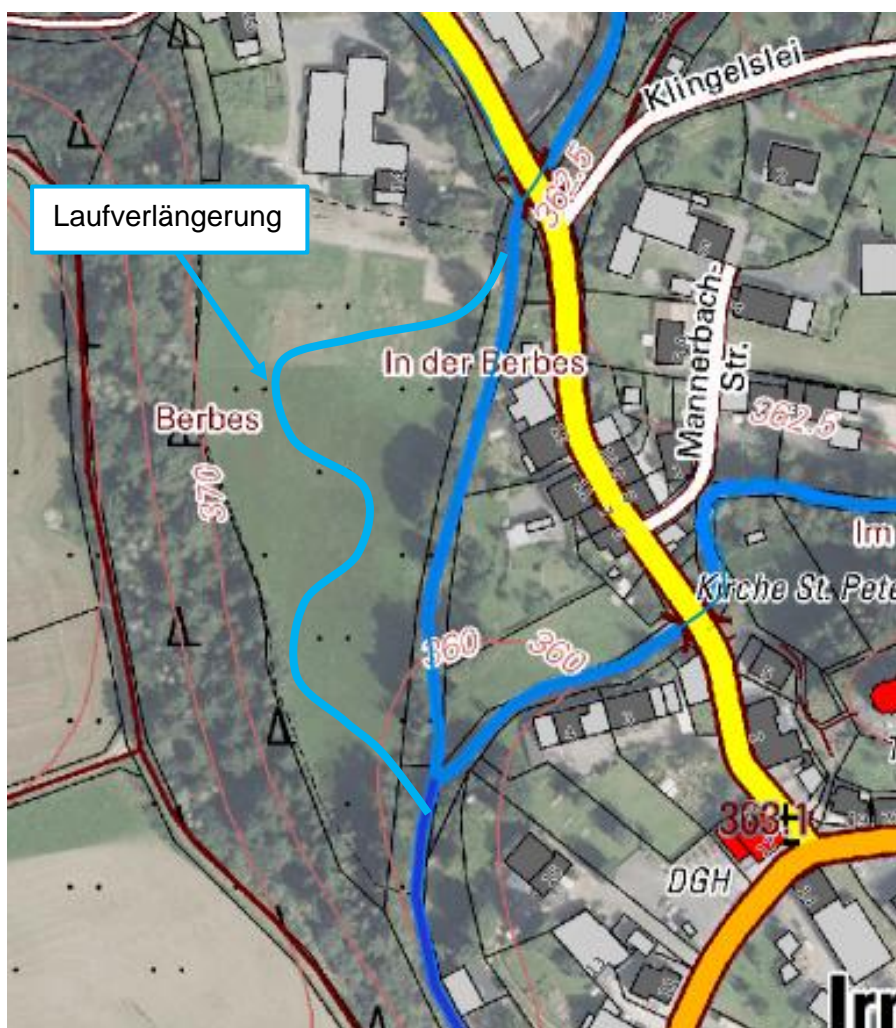 Klingelslei
362.5
Laufverlängerung
Mannerbach-
Str.
In der Berbes
Berbes
362.5
370
Im
Kirche St. Pete
360
360
363.1
DGH
Irr